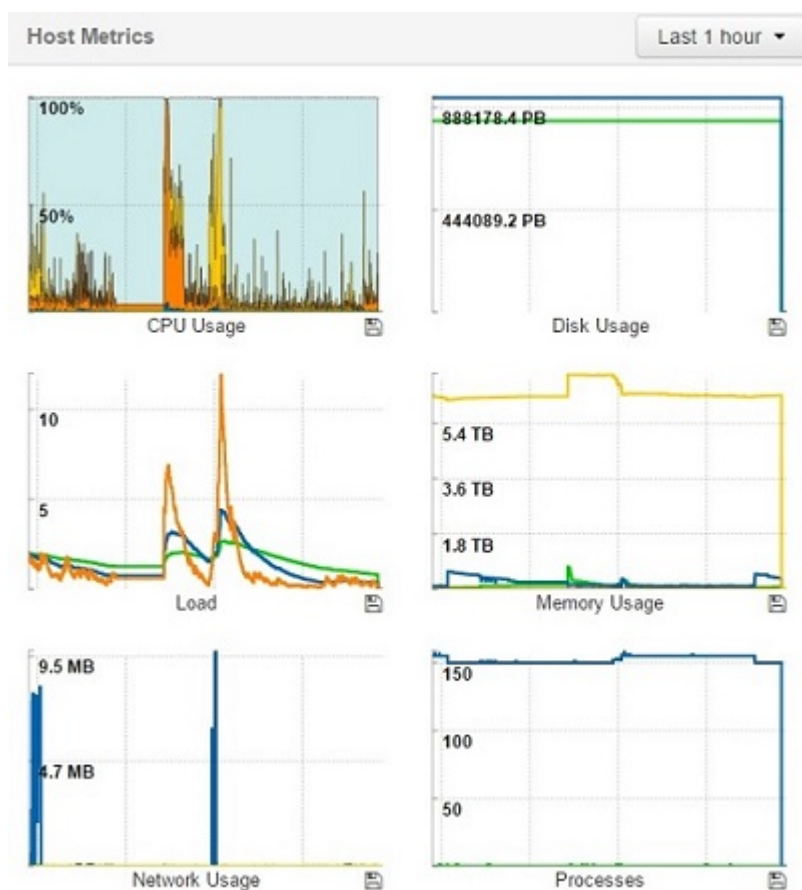 Host Metrics
Last 1 hour
100%
50%
CPU Usage
888178.4 PB
444089.2 PB
Disk Usage
10
5
Load
5.4 TB
3.6 TB
1.8 TB
Memory Usage
9.5 MB
4.7 MB
Network Usage
150
100
50
Processes